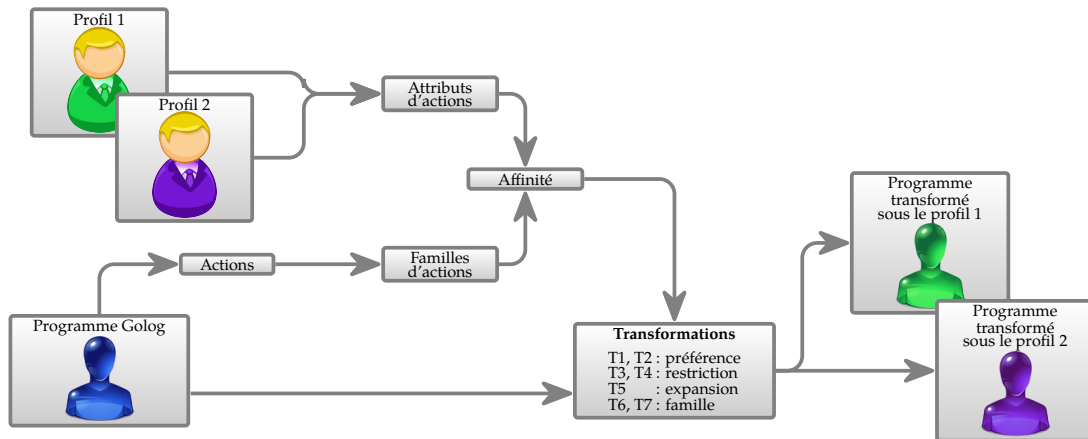 Profil 1
Profil 2
Attributs
d'actions
Affinité
Actions
Familles
d'actions
Programme Golog
Transformations
T1, T2 : préférence
T3, T4 : restriction
T5 : expansion
T6, T7 : famille
Programme
transformé
sous le profil 1
Programme
transformé
sous le profil 2